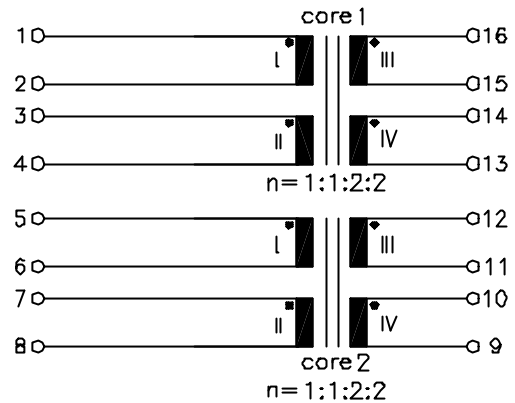 core 1
1 16
I III
2 15
3 14
II IV
4 13
n= 1:1:2:2
5 12
I III
6 11
7 10
II IV
8 9
core 2
n= 1:1:2:2